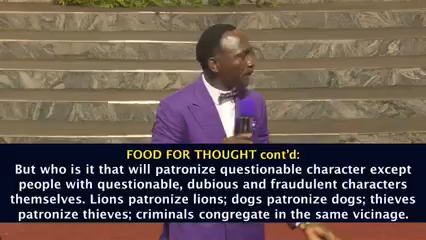 FOOD FOR THOUGHT cont'd:
But who is it that will patronize questionable character except
people with questionable, dubious and fraudulent characters
themselves. Lions patronize lions; dogs patronize dogs; thieves
patronize thieves; criminals congregate in the same vicinage.